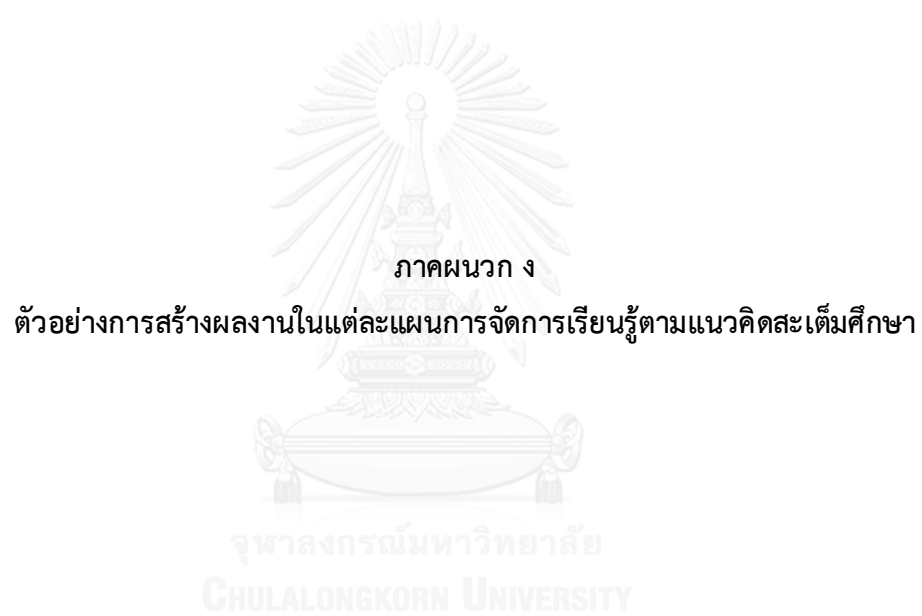 ภาคผนวก ง
ตัวอย่างการสร้างผลงานในแต่ละแผนการจัดการเรียนรู้ตามแนวคิดสะเต็มศึกษา
จุฬาลงกรณ์มหาวิทยาลัย
CHULALONGKORN UNIVERSITY